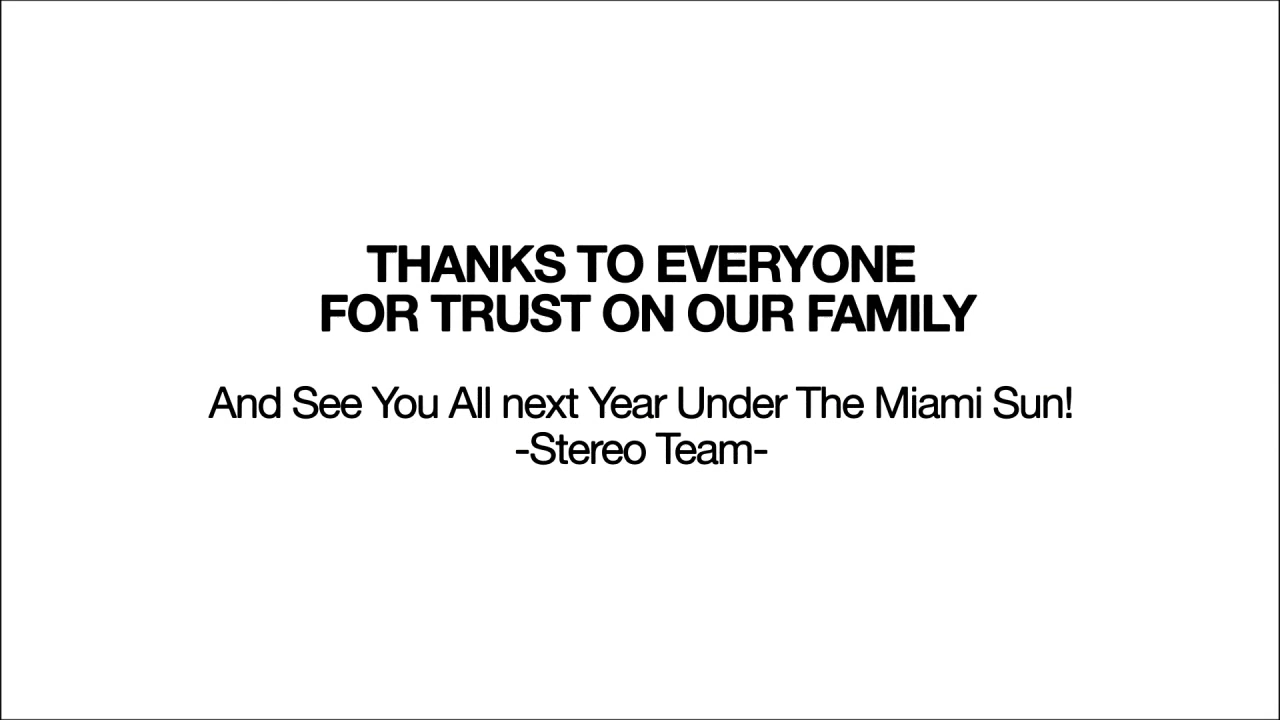 THANKS TO EVERYONE
FOR TRUST ON OUR FAMILY
And See You All next Year Under The Miami Sun!
-Stereo Team-